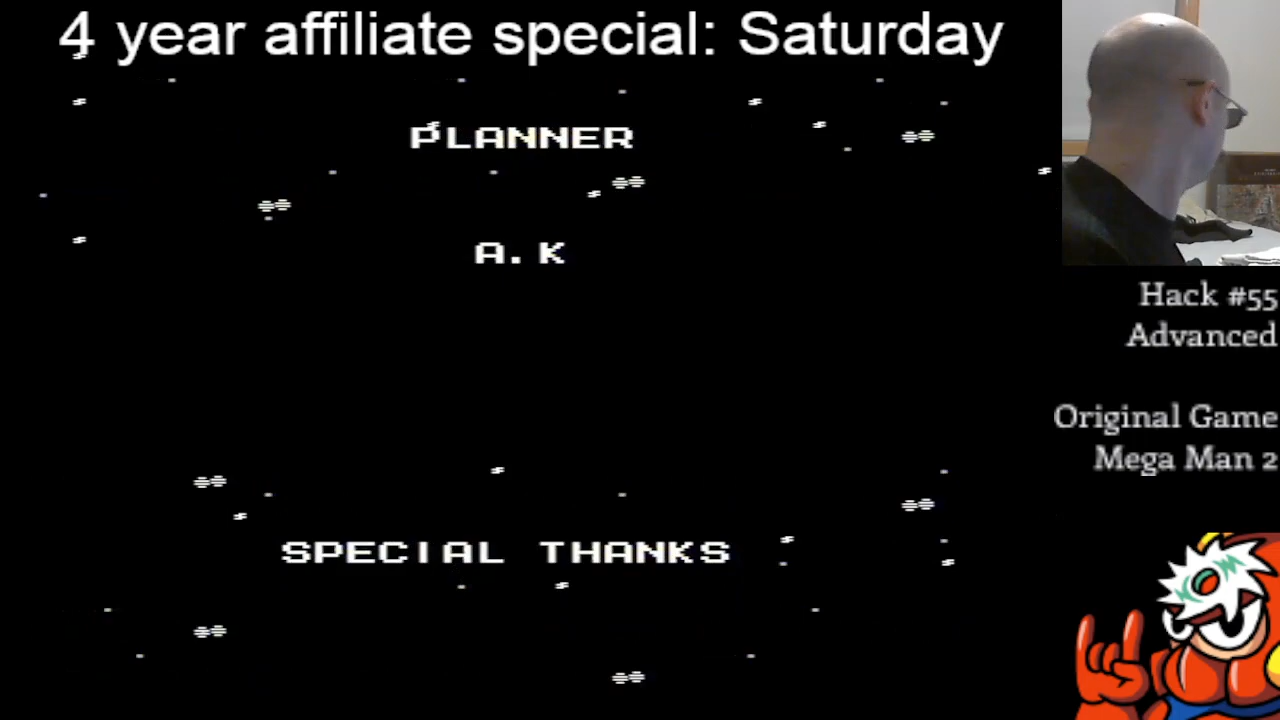 4 year affiliate special: Saturday
PLANNER
A.K
SPECIAL THANKS
Hack #55
Advanced
Original Game
Mega Man 2